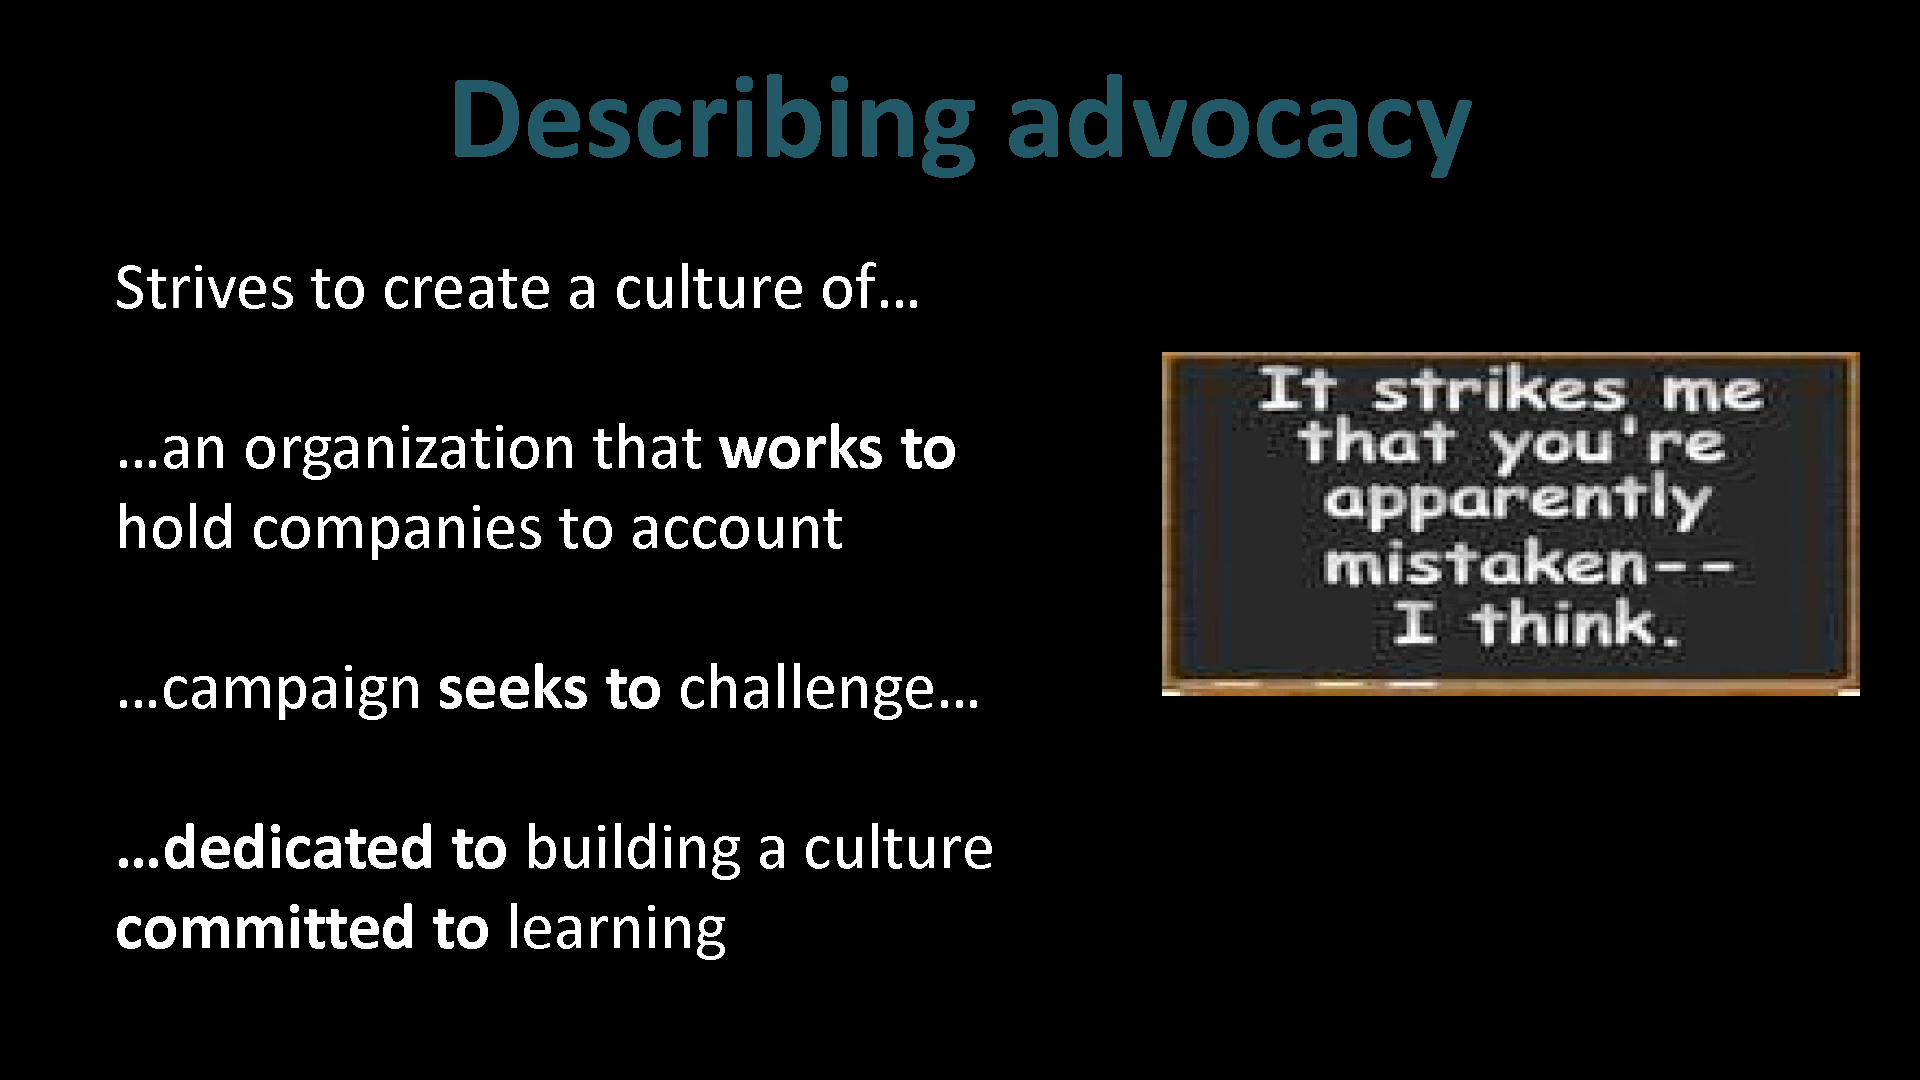 Describing advocacy
Strives to create a culture of…
…an organization that works to
hold companies to account
…campaign seeks to challenge…
…dedicated to building a culture
committed to learning
It strikes me
that you're
apparently
mistaken--
I think.